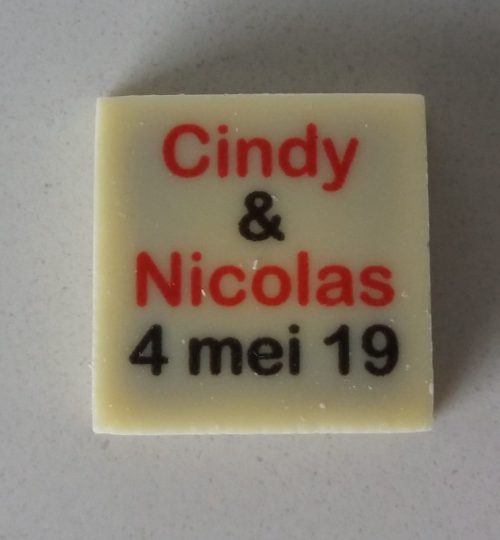 Cindy
&
Nicolas
4 mei 19